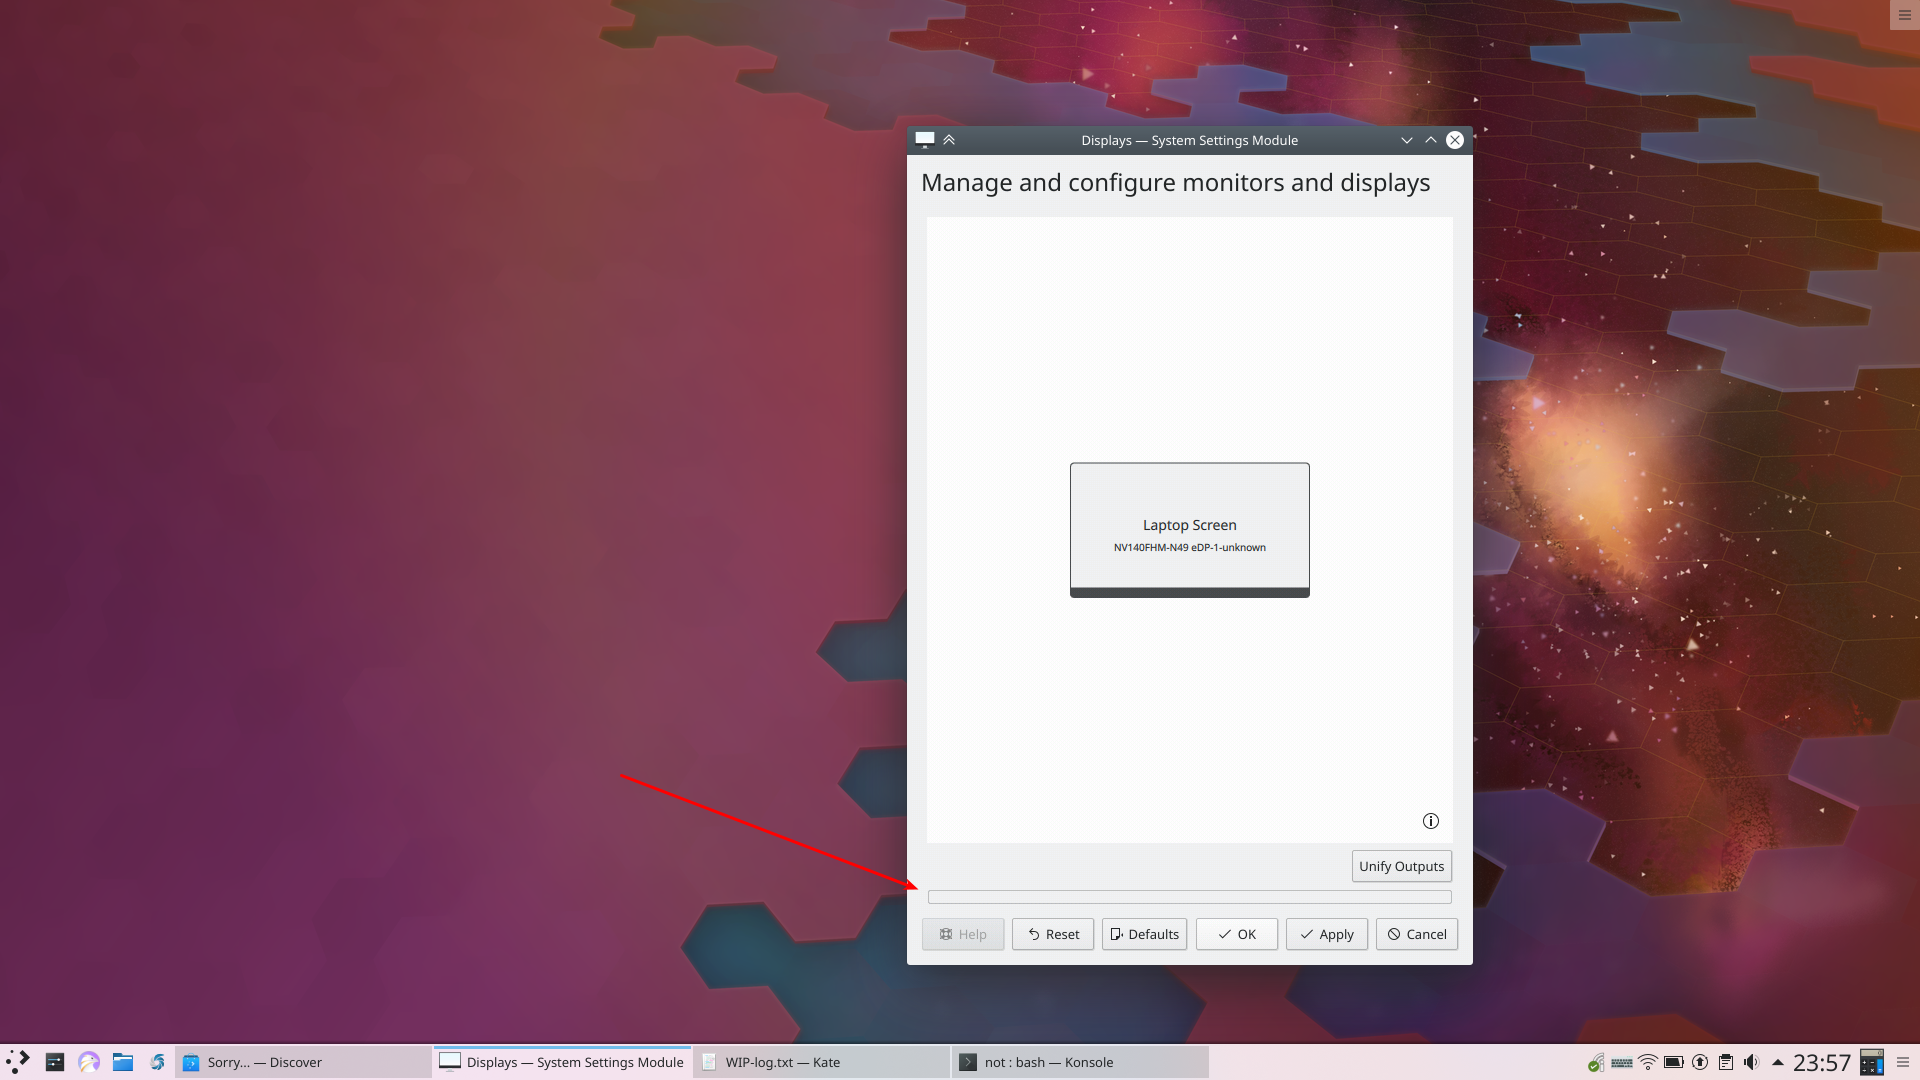 Displays — System Settings Module
Manage and configure monitors and displays
Laptop Screen
NV140FHM-N49 eDP-1-unknown
Unify Outputs
Help
Reset
Defaults
OK
Apply
Cancel
Sorry... — Discover
Displays — System Settings Module
WIP-log.txt — Kate
not : bash — Konsole
23:57